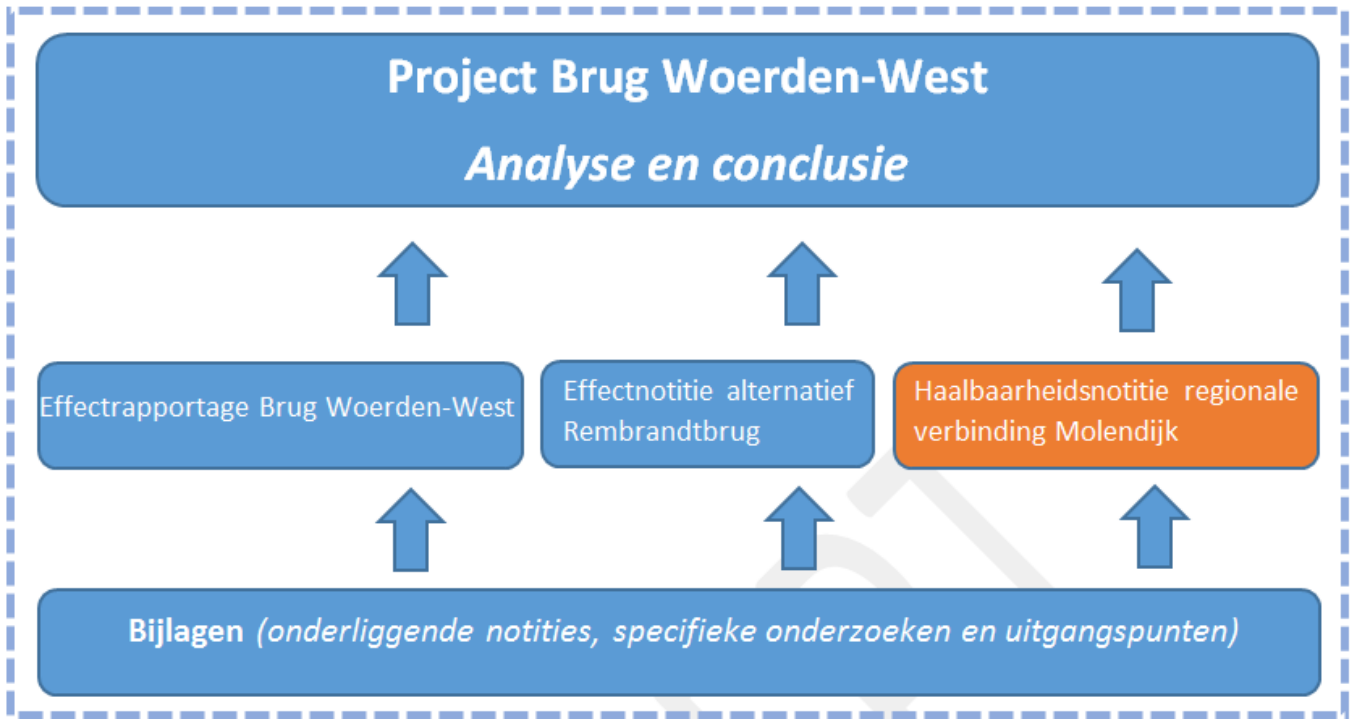 Project Brug Woerden-West
Analyse en conclusie
Effectrapportage Brug Woerden-West
Effectnotitie alternatief
Rembrandtbrug
Haalbaarheidsnotitie regionale
verbinding Molendijk
Bijlagen (onderliggende notities, specifieke onderzoeken en uitgangspunten)